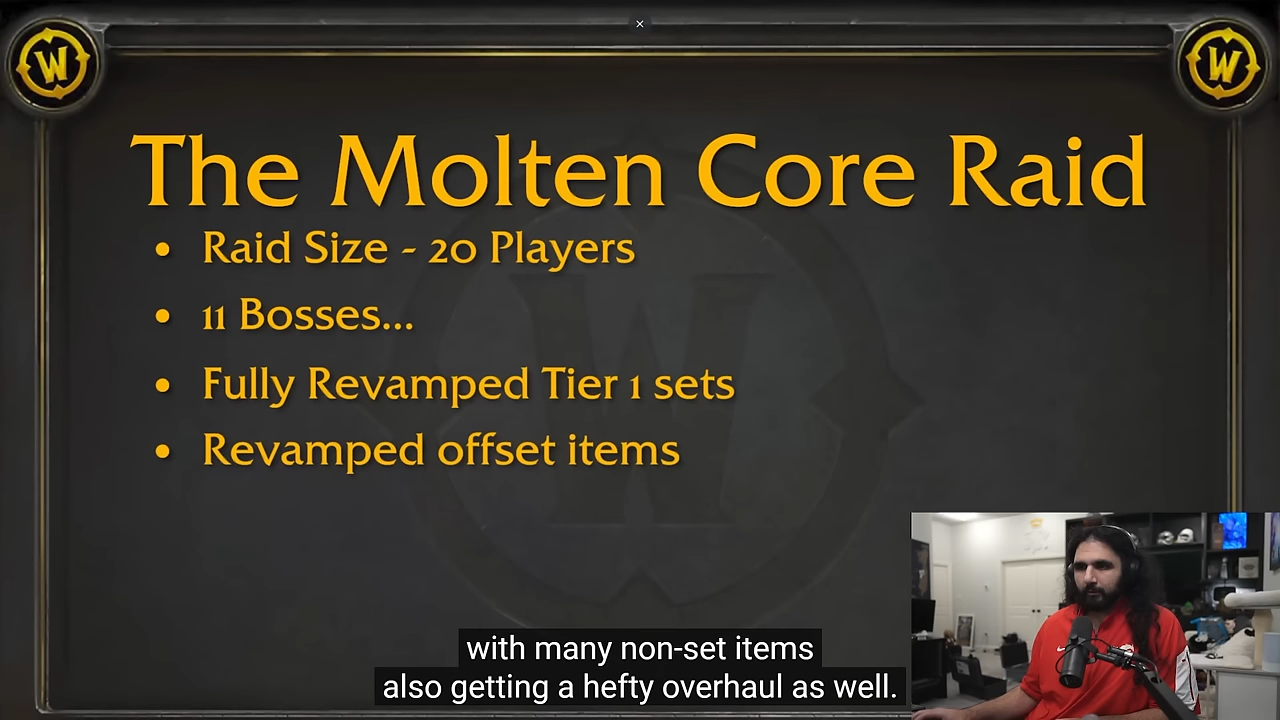 The Molten Core Raid
• Raid Size - 20 Players
• 11 Bosses...
• Fully Revamped Tier 1 sets
• Revamped offset items
with many non-set items
also getting a hefty overhaul as well.